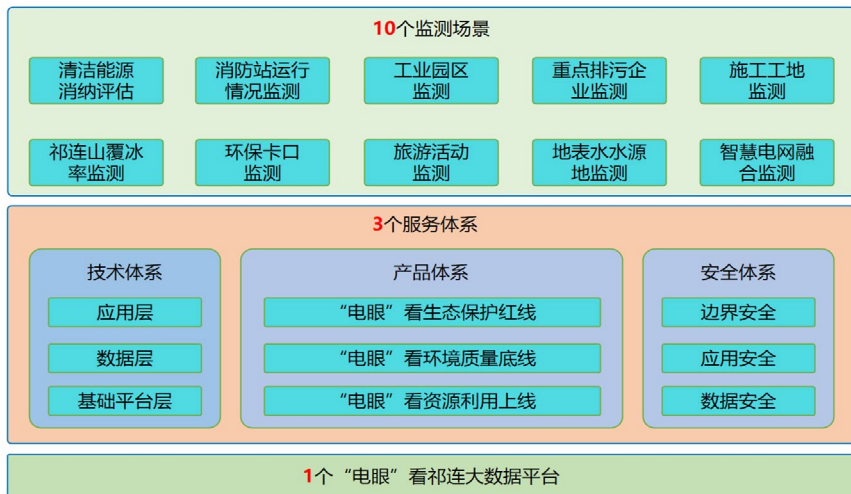 10个监测场景
清洁能源
消纳评估
消防站运行
情况监测
工业园区
监测
重点排污企
业监测
施工工地
监测
祁连山覆冰
率监测
环保卡口
监测
旅游活动
监测
地表水水源
地监测
智慧电网融
合监测
3个服务体系
技术体系
应用层
数据层
基础平台层
产品体系
“电眼”看生态保护红线
“电眼”看环境质量底线
“电眼”看资源利用上线
安全体系
边界安全
应用安全
数据安全
1个“电眼”看祁连大数据平台